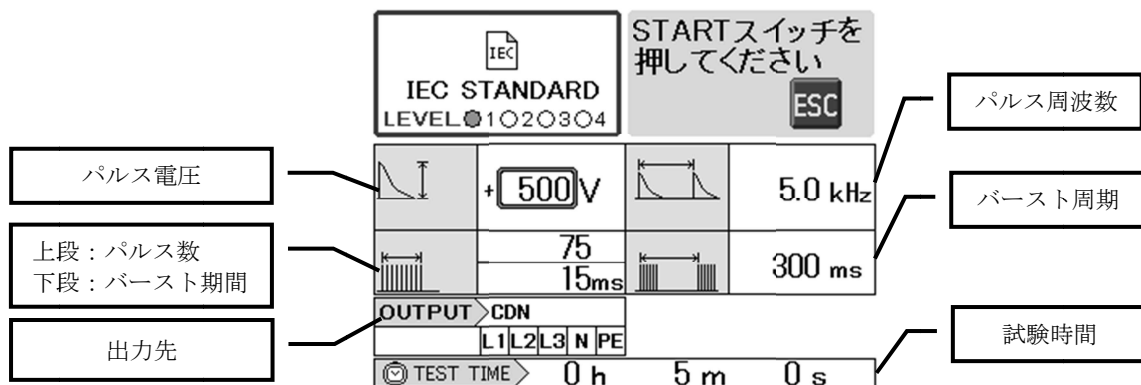 IEC
IEC STANDARD
LEVEL 1 2 3 4
STARTスイッチを
押してください
ESC
パルス周波数
パルス電圧
+ 500 V
5.0 kHz
バースト周期
上段：パルス数
下段：バースト期間
75
15ms
300 ms
OUTPUT CDN
L1 L2 L3 N PE
出力先
試験時間
TEST TIME 0 h 5 m 0 s